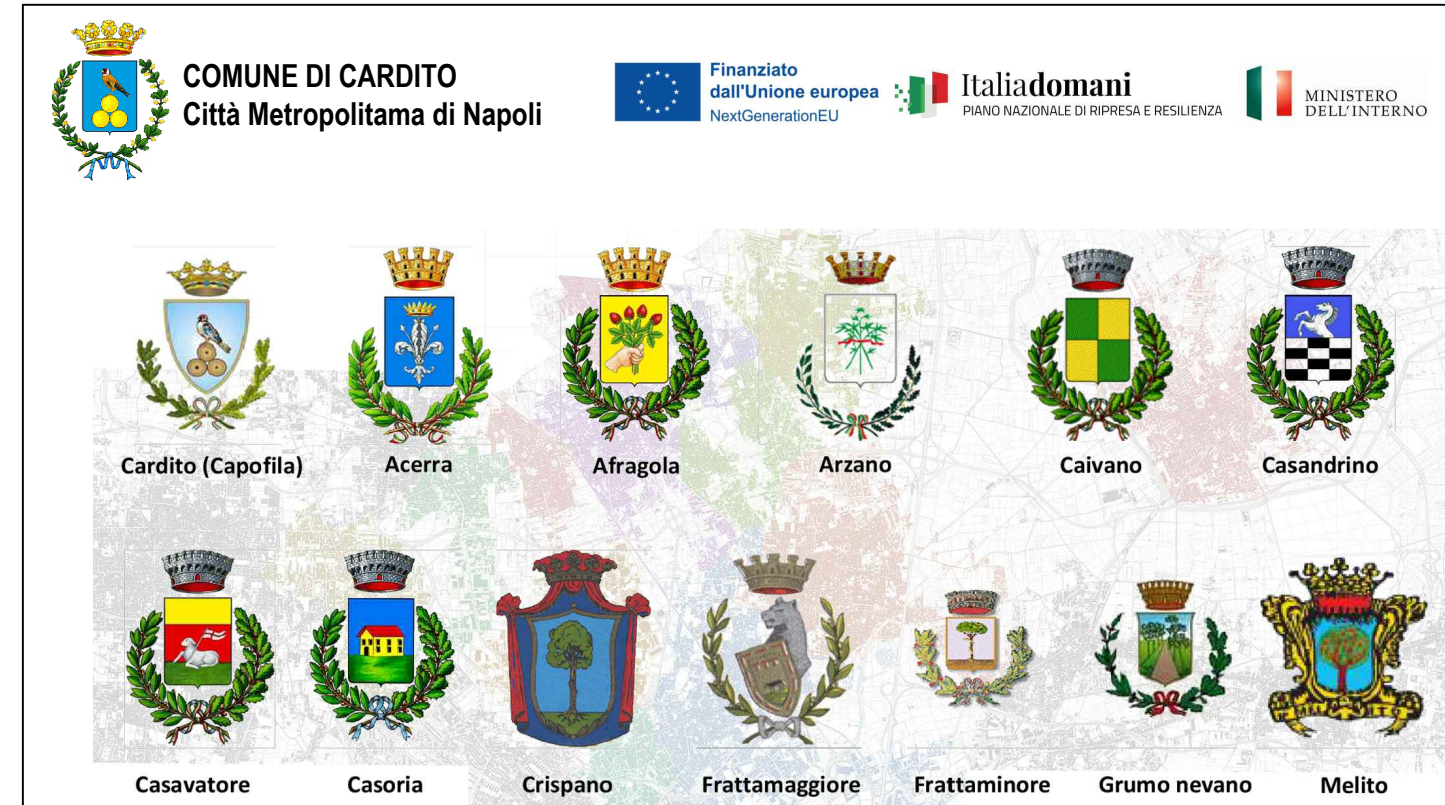 COMUNE DI CARDITO
Città Metropolitama di Napoli
Finanziato
dall'Unione europea
NextGenerationEU
Italiadomani
PIANO NAZIONALE DI RIPRESA E RESILIENZA
MINISTERO
DELL'INTERNO
Cardito (Capofila)
Acerra
Afragola
Arzano
Caivano
Casandrino
Casavatore
Casoria
Crispano
Frattamaggiore
Frattaminore
Grumo nevano
Melito